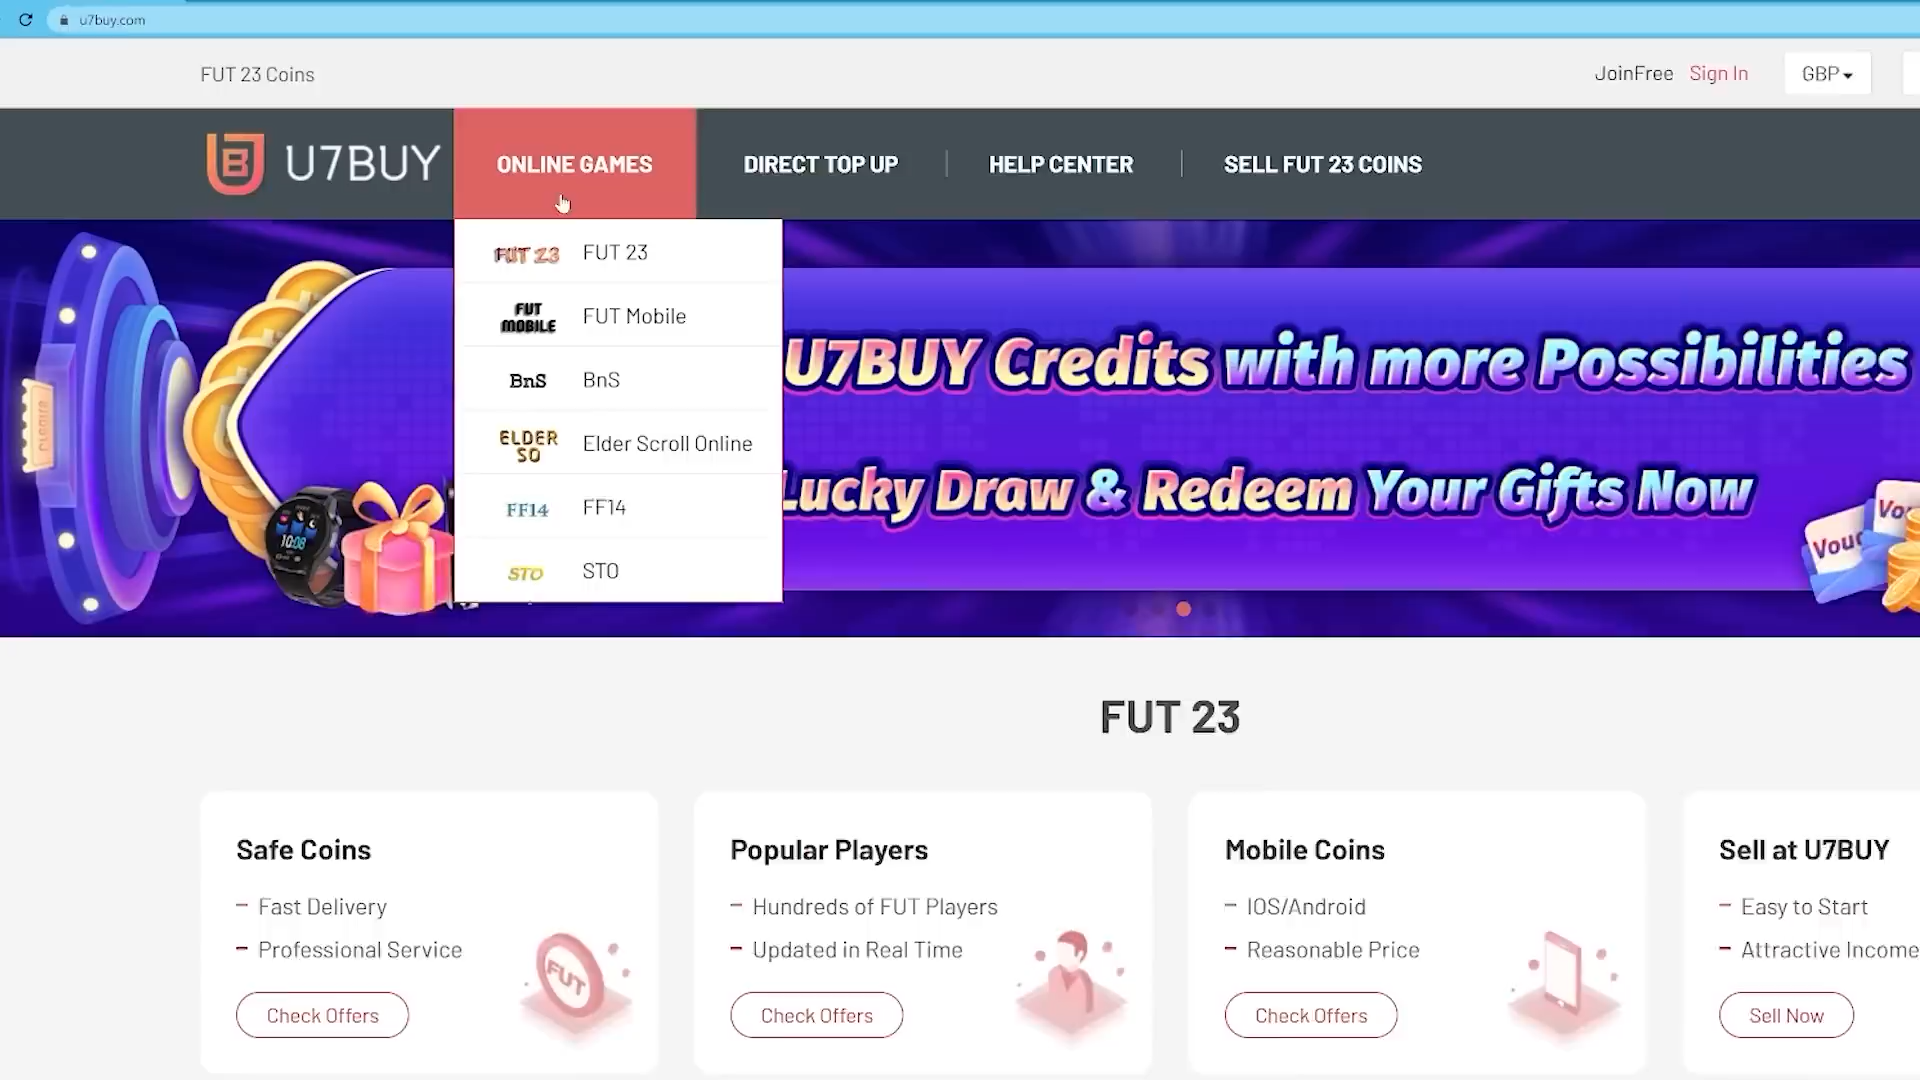 u7buy.com
FUT 23 Coins
JoinFree Sign In GBP
U7BUY
ONLINE GAMES DIRECT TOP UP HELP CENTER SELL FUT 23 COINS
FUT 23 FUT 23
FUT MOBILE FUT Mobile
BnS BnS
ELDER SO Elder Scroll Online
FF14 FF14
STO STO
U7BUY Credits with more Possibilities
Lucky Draw & Redeem Your Gifts Now
10:08
FUT 23
Safe Coins
Fast Delivery
Professional Service
FUT
Check Offers
Popular Players
Hundreds of FUT Players
Updated in Real Time
Check Offers
Mobile Coins
IOS/Android
Reasonable Price
Check Offers
Sell at U7BUY
Easy to Start
Attractive Income
Sell Now